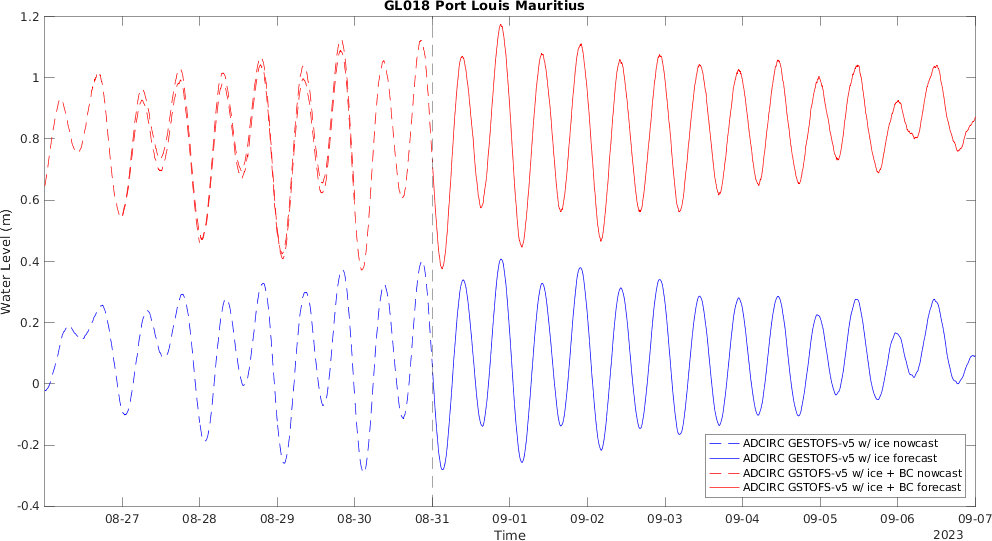 GL018 Port Louis Mauritius
1.2
1
0.8
0.6
0.4
0.2
0
-0.2
-0.4
Water Level (m)
ADCIRC GESTOFS-v5 w/ ice nowcast
ADCIRC GESTOFS-v5 w/ ice forecast
ADCIRC GSTOFS-v5 w/ ice + BC nowcast
ADCIRC GSTOFS-v5 w/ ice + BC forecast
08-27 08-28 08-29 08-30 08-31 09-01 09-02 09-03 09-04 09-05 09-06 09-07
Time
2023